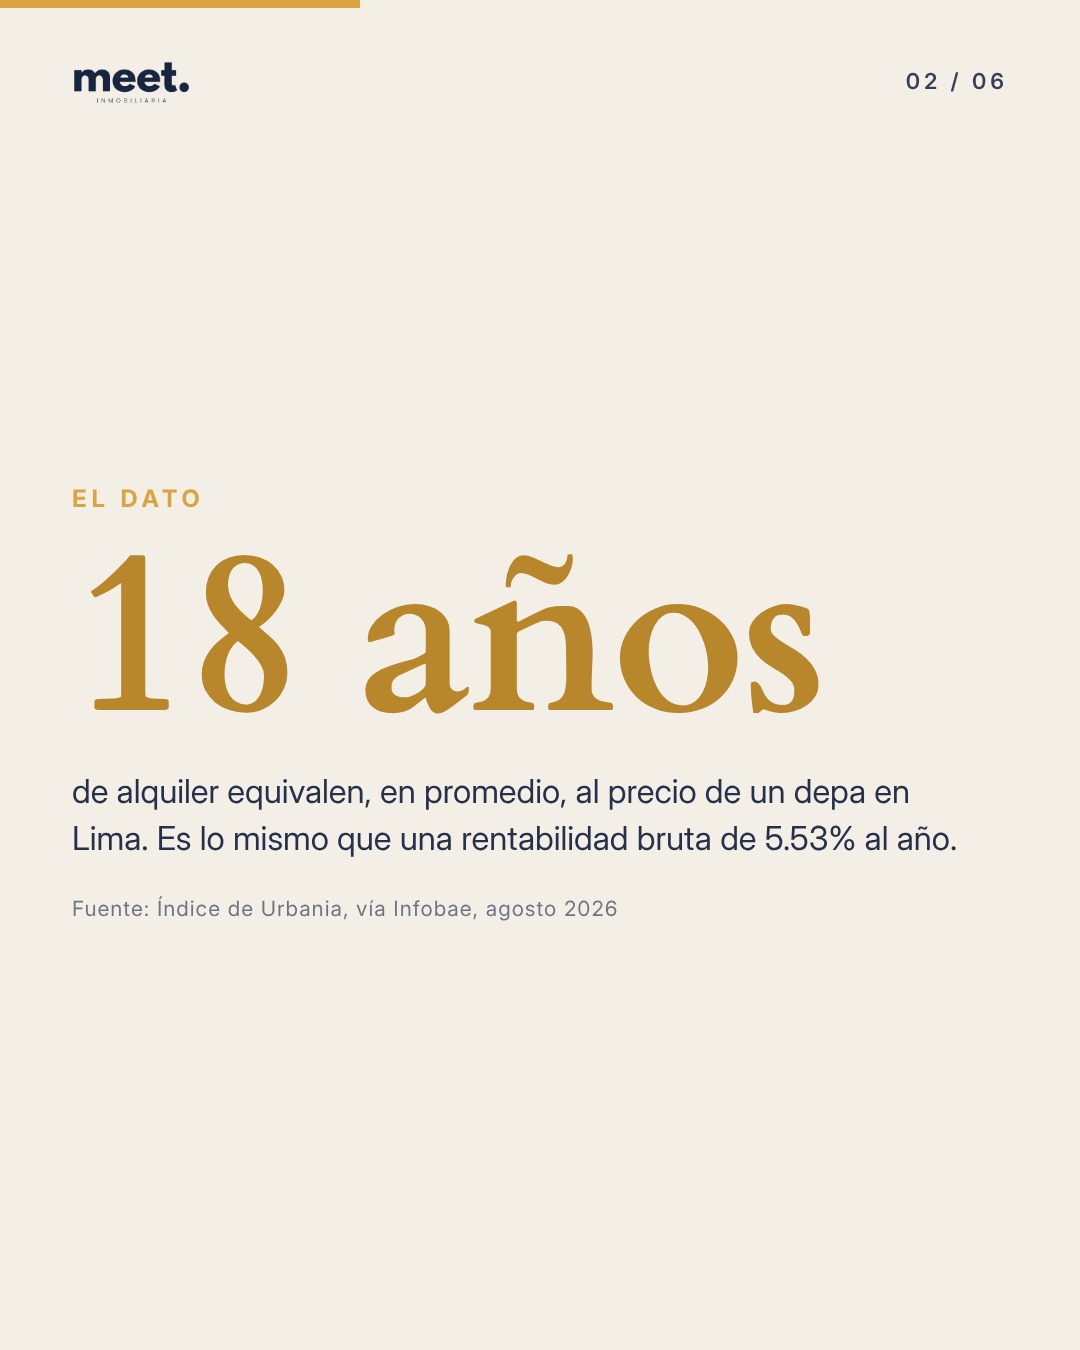 meet.
INMOBILIARIA
02 / 06
EL DATO
18 años
de alquiler equivalen, en promedio, al precio de un depa en
Lima. Es lo mismo que una rentabilidad bruta de 5.53% al año.
Fuente: Índice de Urbania, vía Infobae, agosto 2026